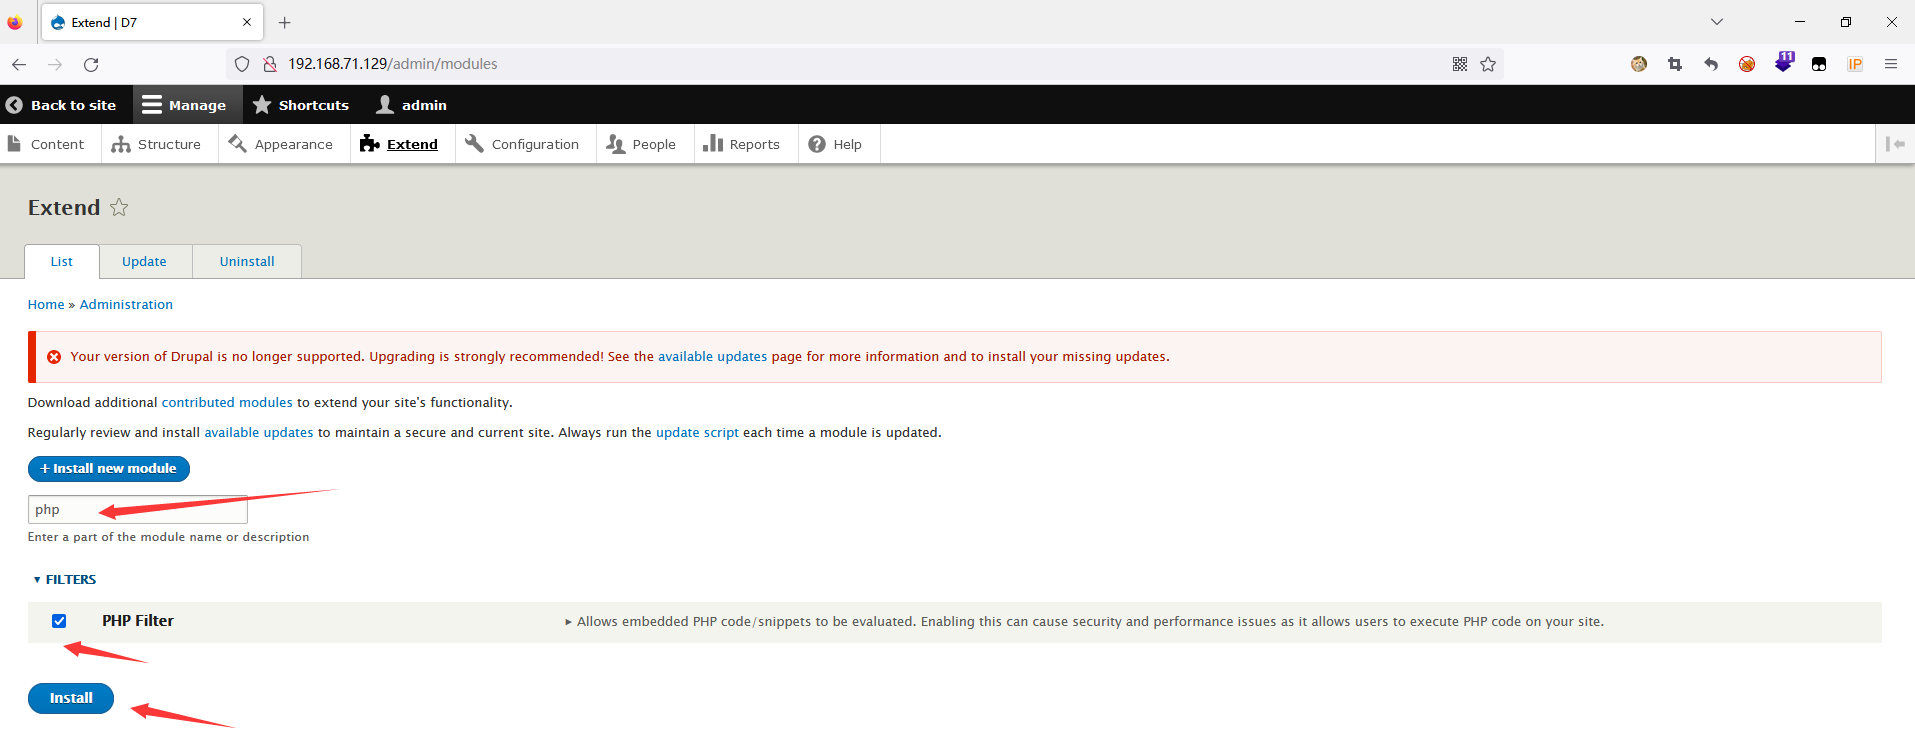 Extend | D7
192.168.71.129/admin/modules
11
IP
Back to site Manage Shortcuts admin
Content Structure Appearance Extend Configuration People Reports Help
Extend
List Update Uninstall
Home » Administration
Your version of Drupal is no longer supported. Upgrading is strongly recommended! See the available updates page for more information and to install your missing updates.
Download additional contributed modules to extend your site's functionality.
Regularly review and install available updates to maintain a secure and current site. Always run the update script each time a module is updated.
+ Install new module
php
Enter a part of the module name or description
▾ FILTERS
PHP Filter ▸ Allows embedded PHP code/snippets to be evaluated. Enabling this can cause security and performance issues as it allows users to execute PHP code on your site.
Install